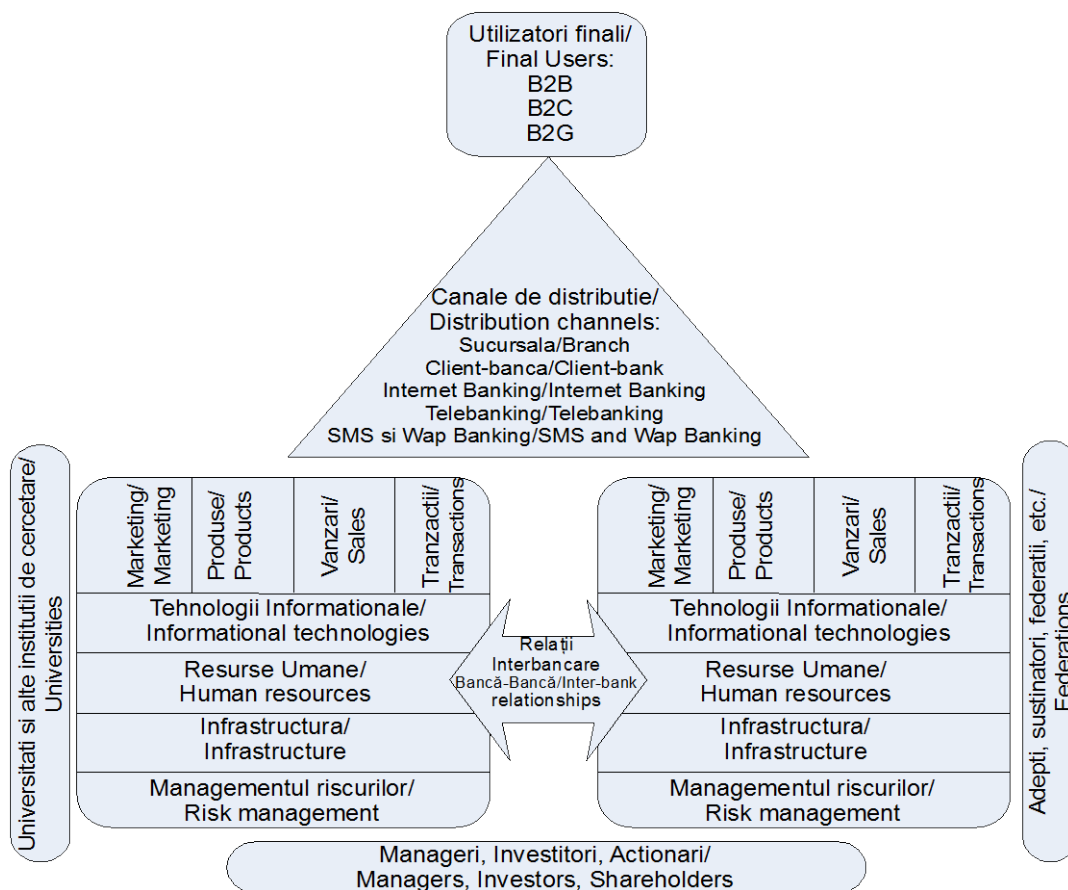 Utilizatori finali/
Final Users:
B2B
B2C
B2G
Canale de distributie/
Distribution channels:
Sucursala/Branch
Client-banca/Client-bank
Internet Banking/Internet Banking
Telebanking/Telebanking
SMS si Wap Banking/SMS and Wap Banking
Universitati si alte institutii de cercetare/
Universities
Marketing/
Marketing
Produse/
Products
Vanzari/
Sales
Tranzactii/
Transactions
Tehnologii Informationale/
Informational technologies
Resurse Umane/
Human resources
Infrastructura/
Infrastructure
Managementul riscurilor/
Risk management
Relații
Interbancare
Bancă-Bancă/Inter-bank
relationships
Marketing/
Marketing
Produse/
Products
Vanzari/
Sales
Tranzactii/
Transactions
Tehnologii Informationale/
Informational technologies
Resurse Umane/
Human resources
Infrastructura/
Infrastructure
Managementul riscurilor/
Risk management
Adepti, sustinatori, federatii, etc./
Federations
Manageri, Investitori, Actionari/
Managers, Investors, Shareholders